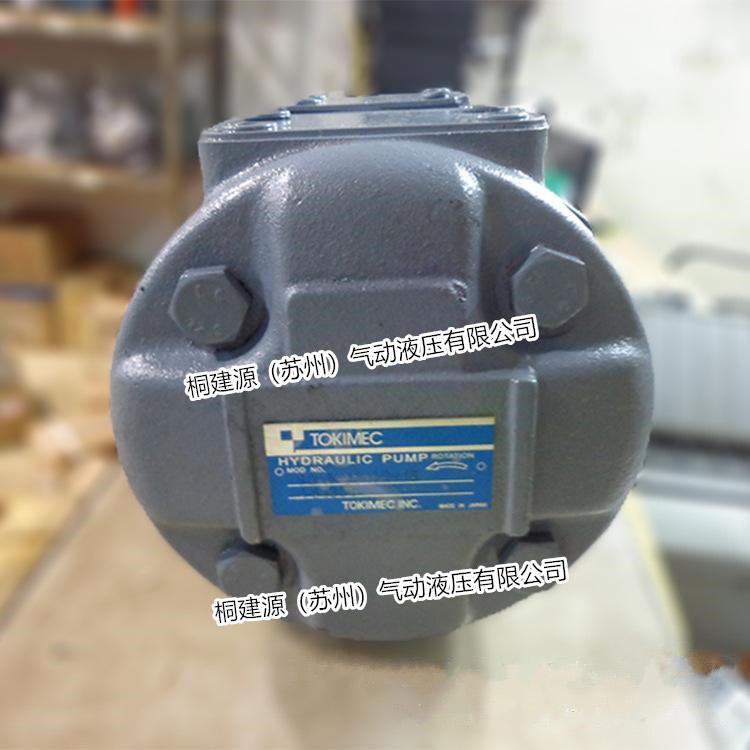 桐建源（苏州）气动液压有限公司
TOKIMEC
HYDRAULIC PUMP ROTATION
MOD NO.
TOKIMEC INC. MADE IN JAPAN
桐建源（苏州）气动液压有限公司